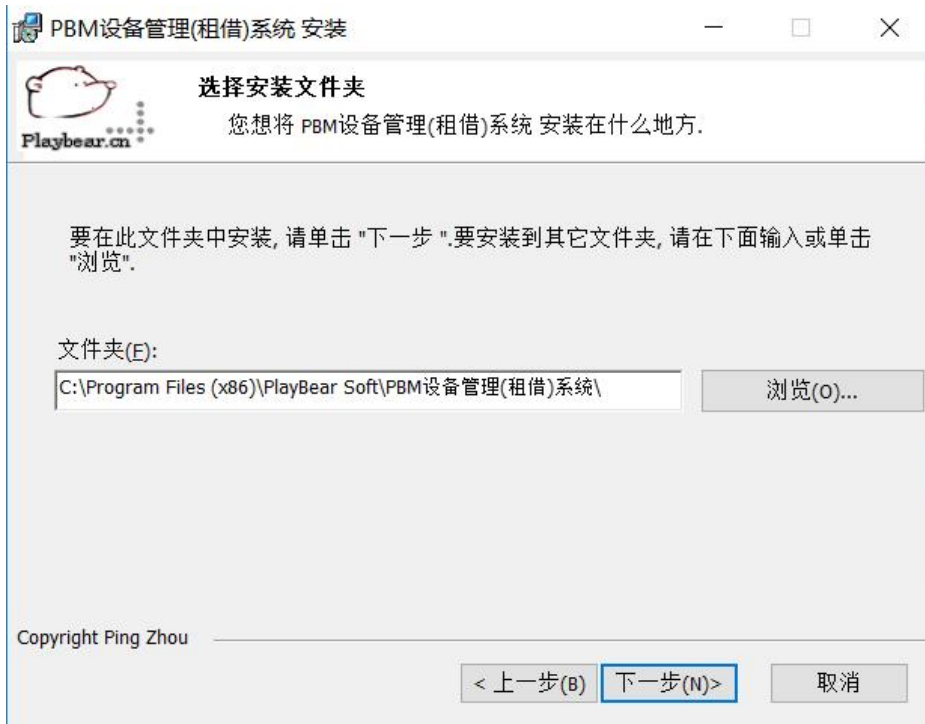 PBM设备管理(租借)系统 安装
Playbear.cn
选择安装文件夹
您想将 PBM设备管理(租借)系统 安装在什么地方.
要在此文件夹中安装, 请单击 "下一步 ".要安装到其它文件夹, 请在下面输入或单击
"浏览".
文件夹(F):
C:\Program Files (x86)\PlayBear Soft\PBM设备管理(租借)系统\
浏览(O)...
Copyright Ping Zhou
< 上一步(B)
下一步(N)>
取消